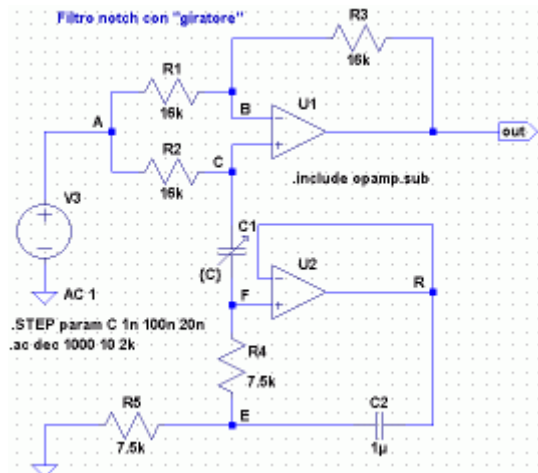 Filtro notch con "giratore"
R3
16k
R1
16k
B
U1
A
out
R2
16k
C
.include opamp.sub
V3
C1
{C}
U2
R
F
AC 1
.STEP param C 1n 100n 20n
.ac dec 1000 10 2k
R4
7.5k
R5
7.5k
E
C2
1µ